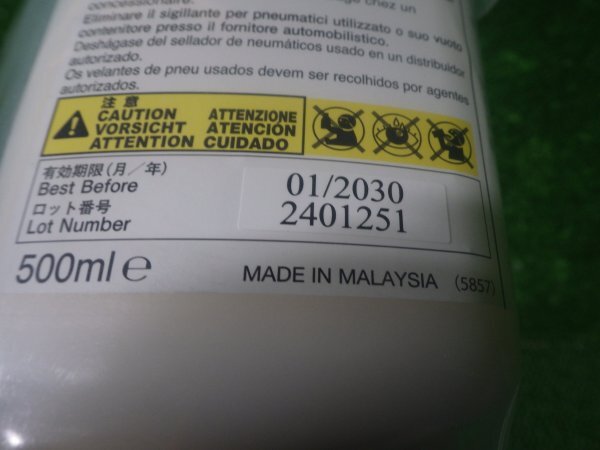 chez un
concessionnaire.
Eliminare il sigillante per pneumatici utilizzato o suo vuoto
contenitore presso il fornitore automobilistico.
Deshágase del sellador de neumáticos usado en un distribuidor
autorizado.
Os velantes de pneu usados devem ser recolhidos por agentes
autorizados.
注意
CAUTION ATTENZIONE
VORSICHT ATENCIÓN
ATTENTION CUIDADO
有効期限(月/年)
Best Before
01/2030
ロット番号
Lot Number
2401251
500ml e
MADE IN MALAYSIA (5857)